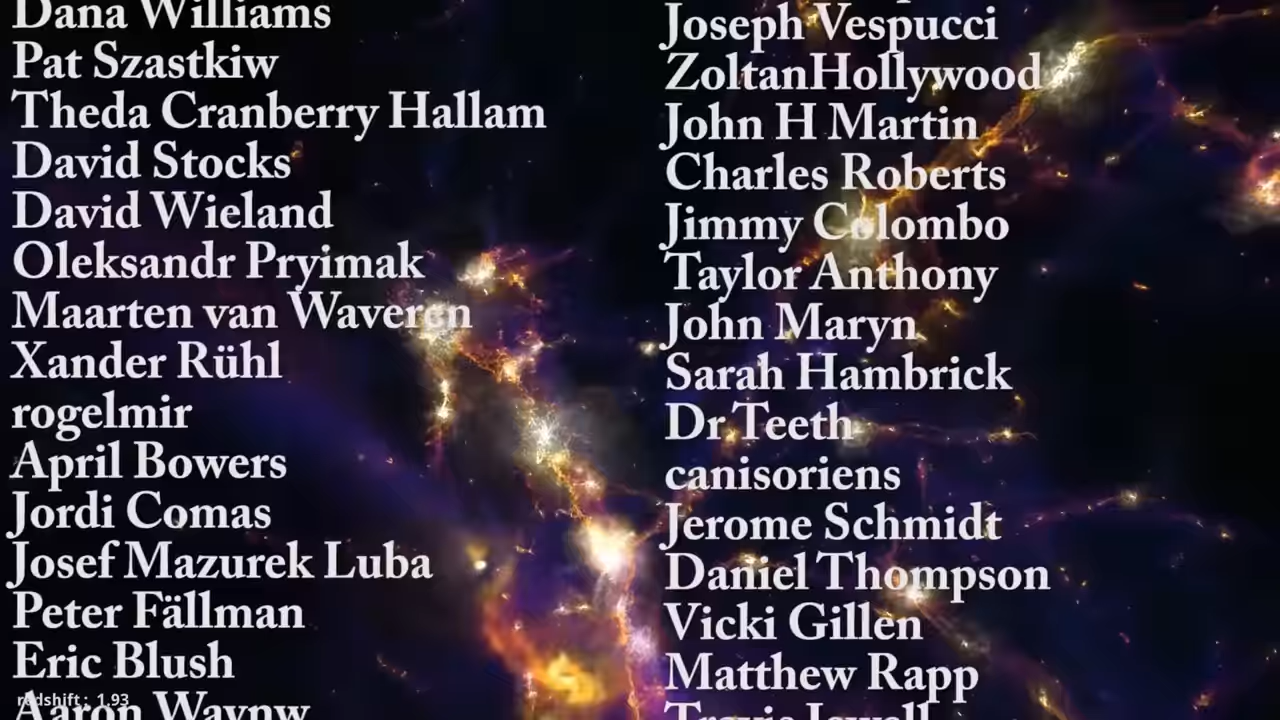 Dana Williams
Pat Szastkiw
Theda Cranberry Hallam
David Stocks
David Wieland
Oleksandr Pryimak
Maarten van Waveren
Xander Rühl
rogelmir
April Bowers
Jordi Comas
Josef Mazurek Luba
Peter Fällman
Eric Blush
Aaron Waynw
redshift : 1.93
Joseph Vespucci
ZoltanHollywood
John H Martin
Charles Roberts
Jimmy Colombo
Taylor Anthony
John Maryn
Sarah Hambrick
Dr Teeth
canisoriens
Jerome Schmidt
Daniel Thompson
Vicki Gillen
Matthew Rapp